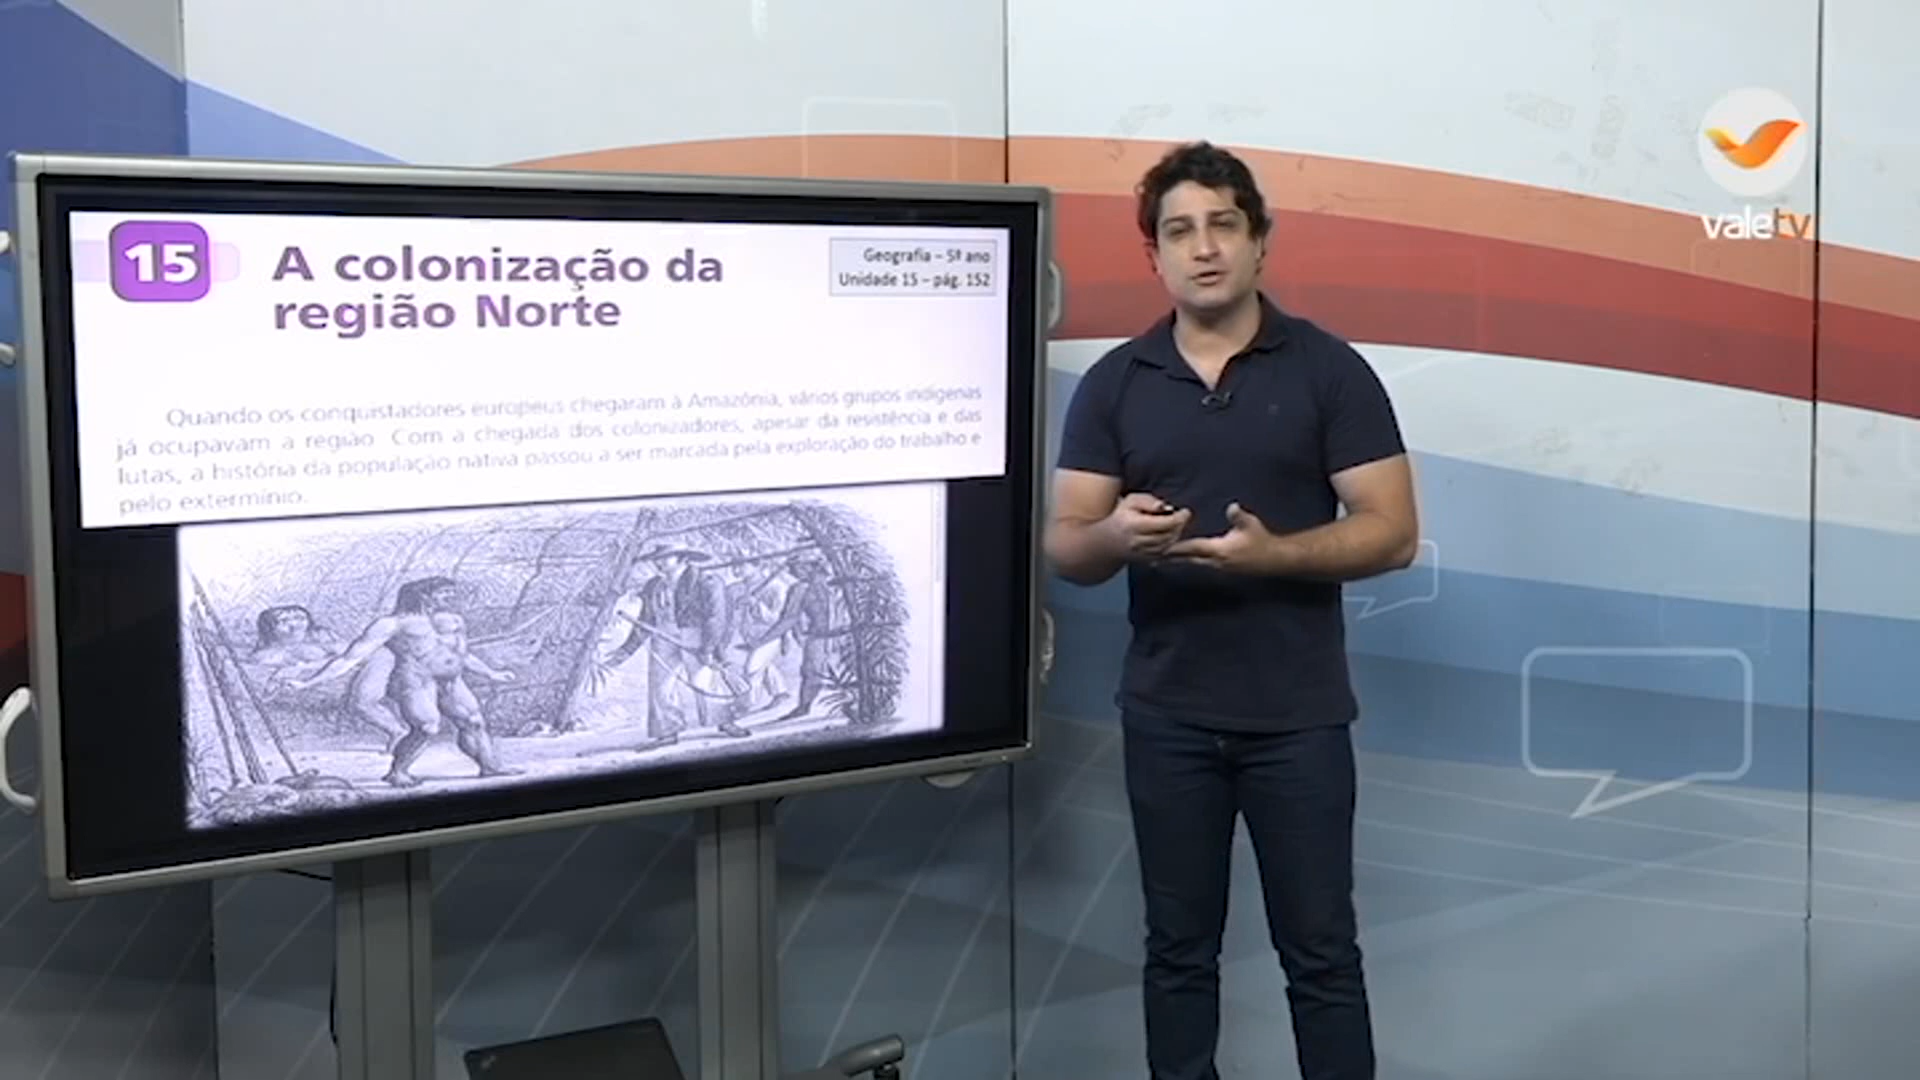 15
A colonização da
região Norte
Geografia – 5º ano
Unidade 15 – pág. 152
Quando os conquistadores europeus chegaram à Amazônia, vários grupos indígenas
já ocupavam a região. Com a chegada dos colonizadores, apesar da resistência e das
lutas, a história da população nativa passou a ser marcada pela exploração do trabalho e
pelo extermínio.
valetv